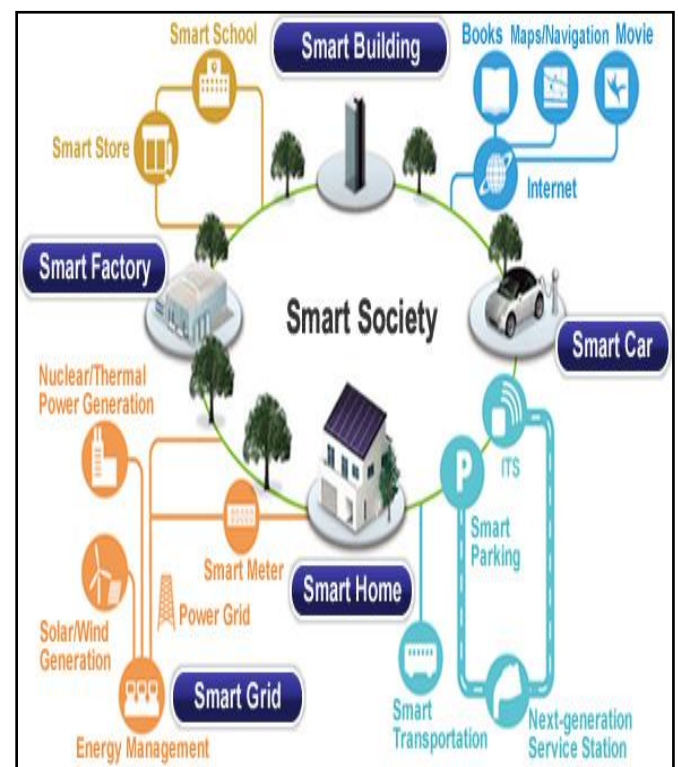 Smart School
Smart Building
Books Maps/Navigation Movie
Smart Store
Internet
Smart Factory
Smart Society
Smart Car
Nuclear/Thermal
Power Generation
P
ITS
Smart
Parking
Smart Meter
Smart Home
Solar/Wind
Generation
Power Grid
Smart Grid
Energy Management
Smart
Transportation
Next-generation
Service Station